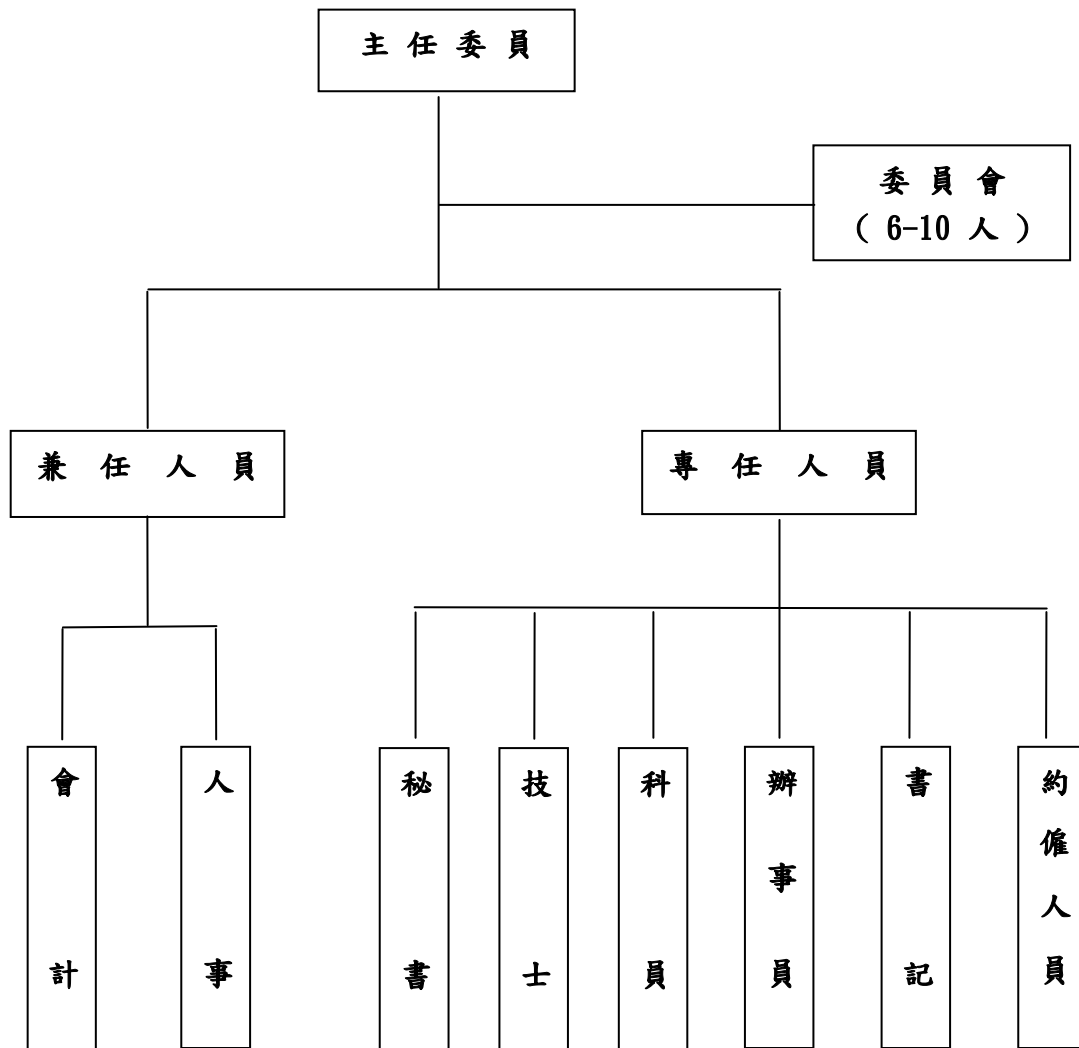 主任委員
委員會
( 6-10 人 )
兼任人員
專任人員
會計
人事
秘書
技士
科員
辦事員
書記
約僱人員